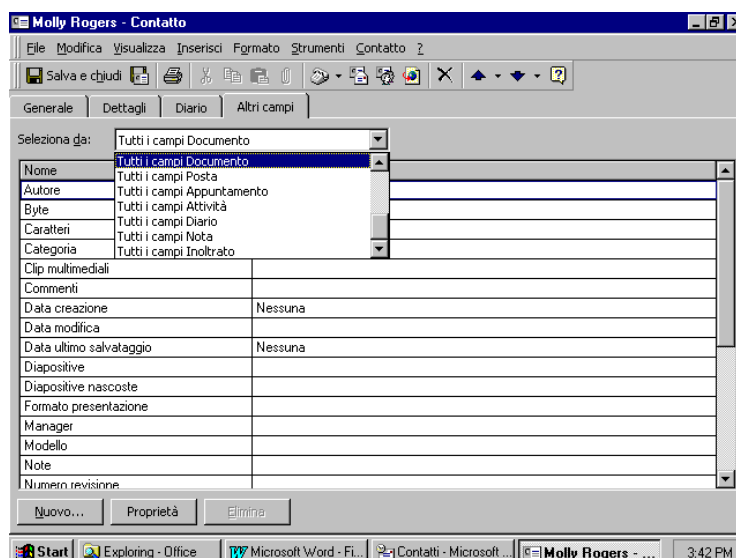 Molly Rogers - Contatto
File Modifica Visualizza Inserisci Formato Strumenti Contatto ?
Salva e chiudi
Generale Dettagli Diario Altri campi
Seleziona da: Tutti i campi Documento
Tutti i campi Documento
Tutti i campi Posta
Tutti i campi Appuntamento
Tutti i campi Attività
Tutti i campi Diario
Tutti i campi Nota
Tutti i campi Inoltrato
Nome
Autore
Byte
Caratteri
Categoria
Clip multimediali
Commenti
Data creazione Nessuna
Data modifica
Data ultimo salvataggio Nessuna
Diapositive
Diapositive nascoste
Formato presentazione
Manager
Modello
Note
Numero revisione
Nuovo... Proprietà Elimina
Start Exploring - Office Microsoft Word - Fi... Contatti - Microsoft ... Molly Rogers - ... 3:42 PM